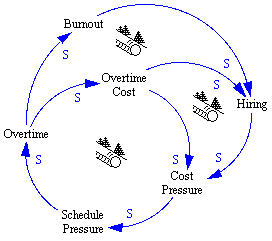 Burnout
S
S
Overtime
Cost
S
S
Hiring
Overtime
S
S
S
Cost
Pressure
Schedule
Pressure
S